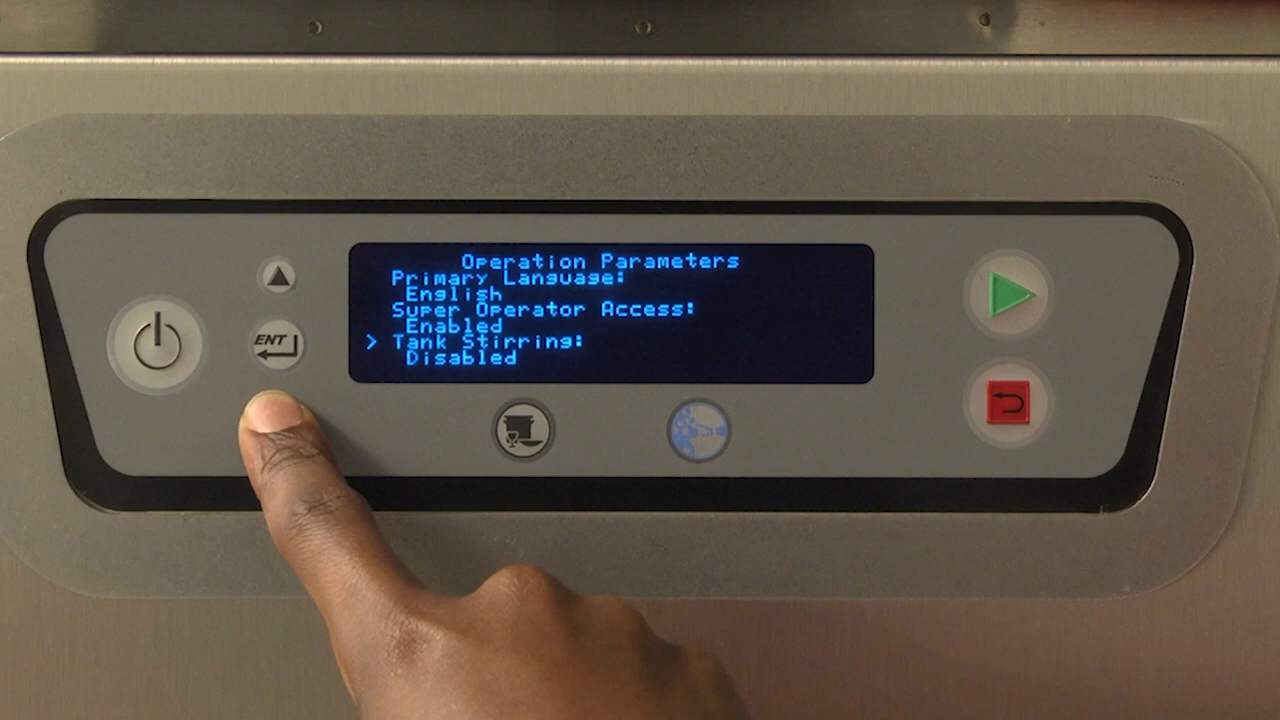 Operation Parameters
Primary Language:
English
Super Operator Access:
Enabled
> Tank Stirring:
Disabled
ENT